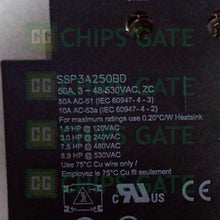 CHIPS GATE
SSP3A250BD
50A, 3 - 48-530VAC, ZC
50A AC-51 (IEC 60947- 4 - 3)
10A AC-53a (IEC 60947- 4 - 2)
For maximum ratings use 0.20°C/W Heatsink
1.5 HP @ 120VAC
3.0 HP @ 240VAC
7.5 HP @ 480VAC
8.8 HP @ 530VAC
Use 75°C Cu wire only /
Employez le 75°C Cu fil seulement